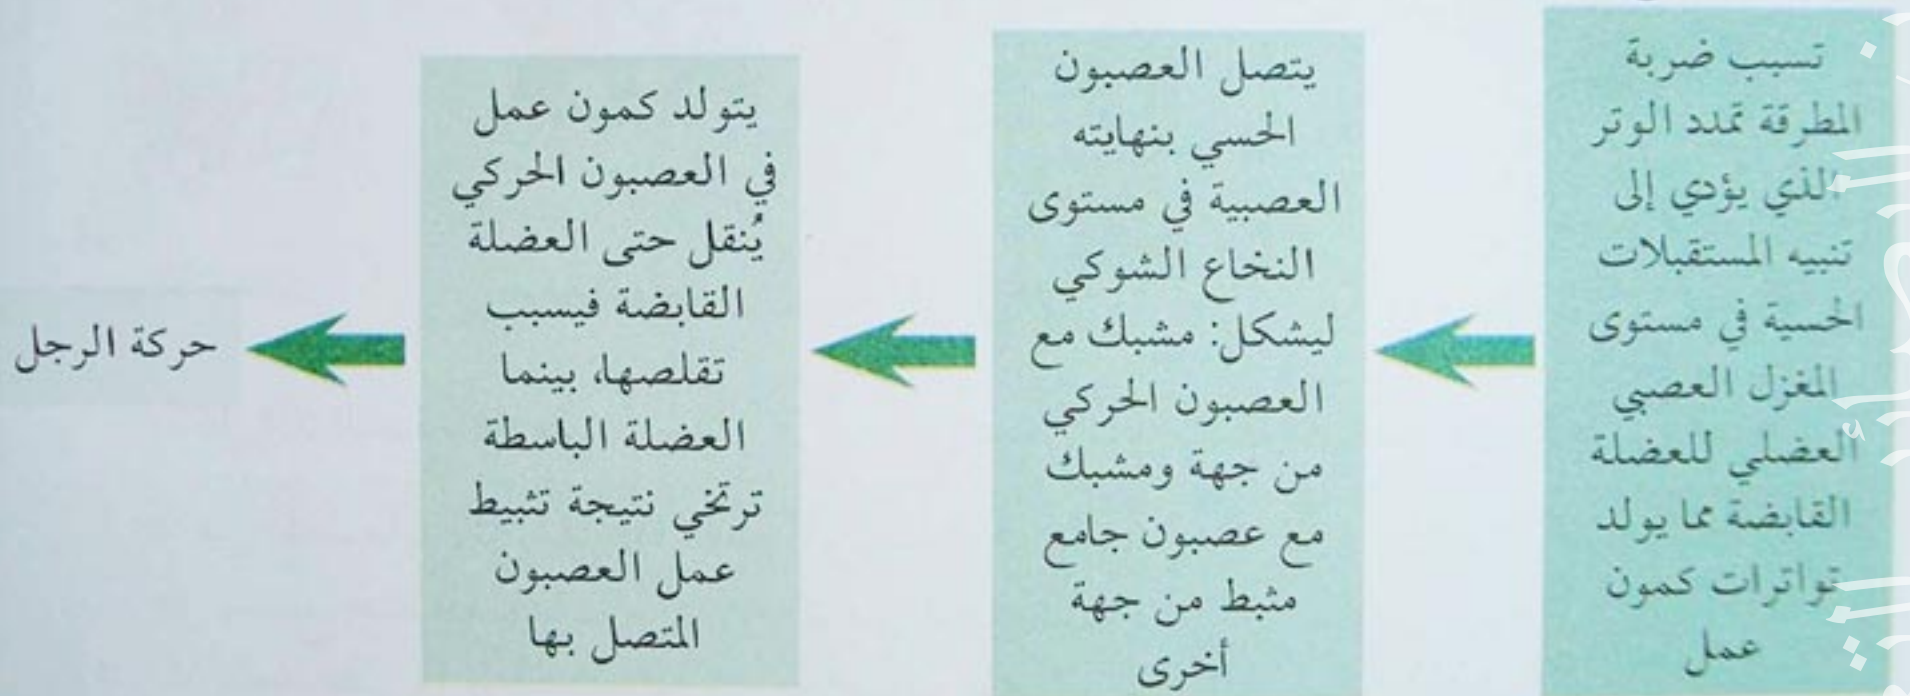 تسبب ضربة
المطرقة تمدد الوتر
الذي يؤدي إلى
تنبيه المستقبلات
الحسية في مستوى
المغزل العصبي
العضلي للعضلة
القابضة مما يولد
تواترات كمون
عمل
يتصل العصبون
الحسي بنهايته
العصبية في مستوى
النخاع الشوكي
ليشكل: مشبك مع
العصبون الحركي
من جهة ومشبك
مع عصبون جامع
مثبط من جهة
أخرى
يتولد كمون عمل
في العصبون الحركي
يُنقل حتى العضلة
القابضة فيسبب
تقلصها، بينما
العضلة الباسطة
ترتخي نتيجة تثبيط
عمل العصبون
المتصل بها
حركة الرجل